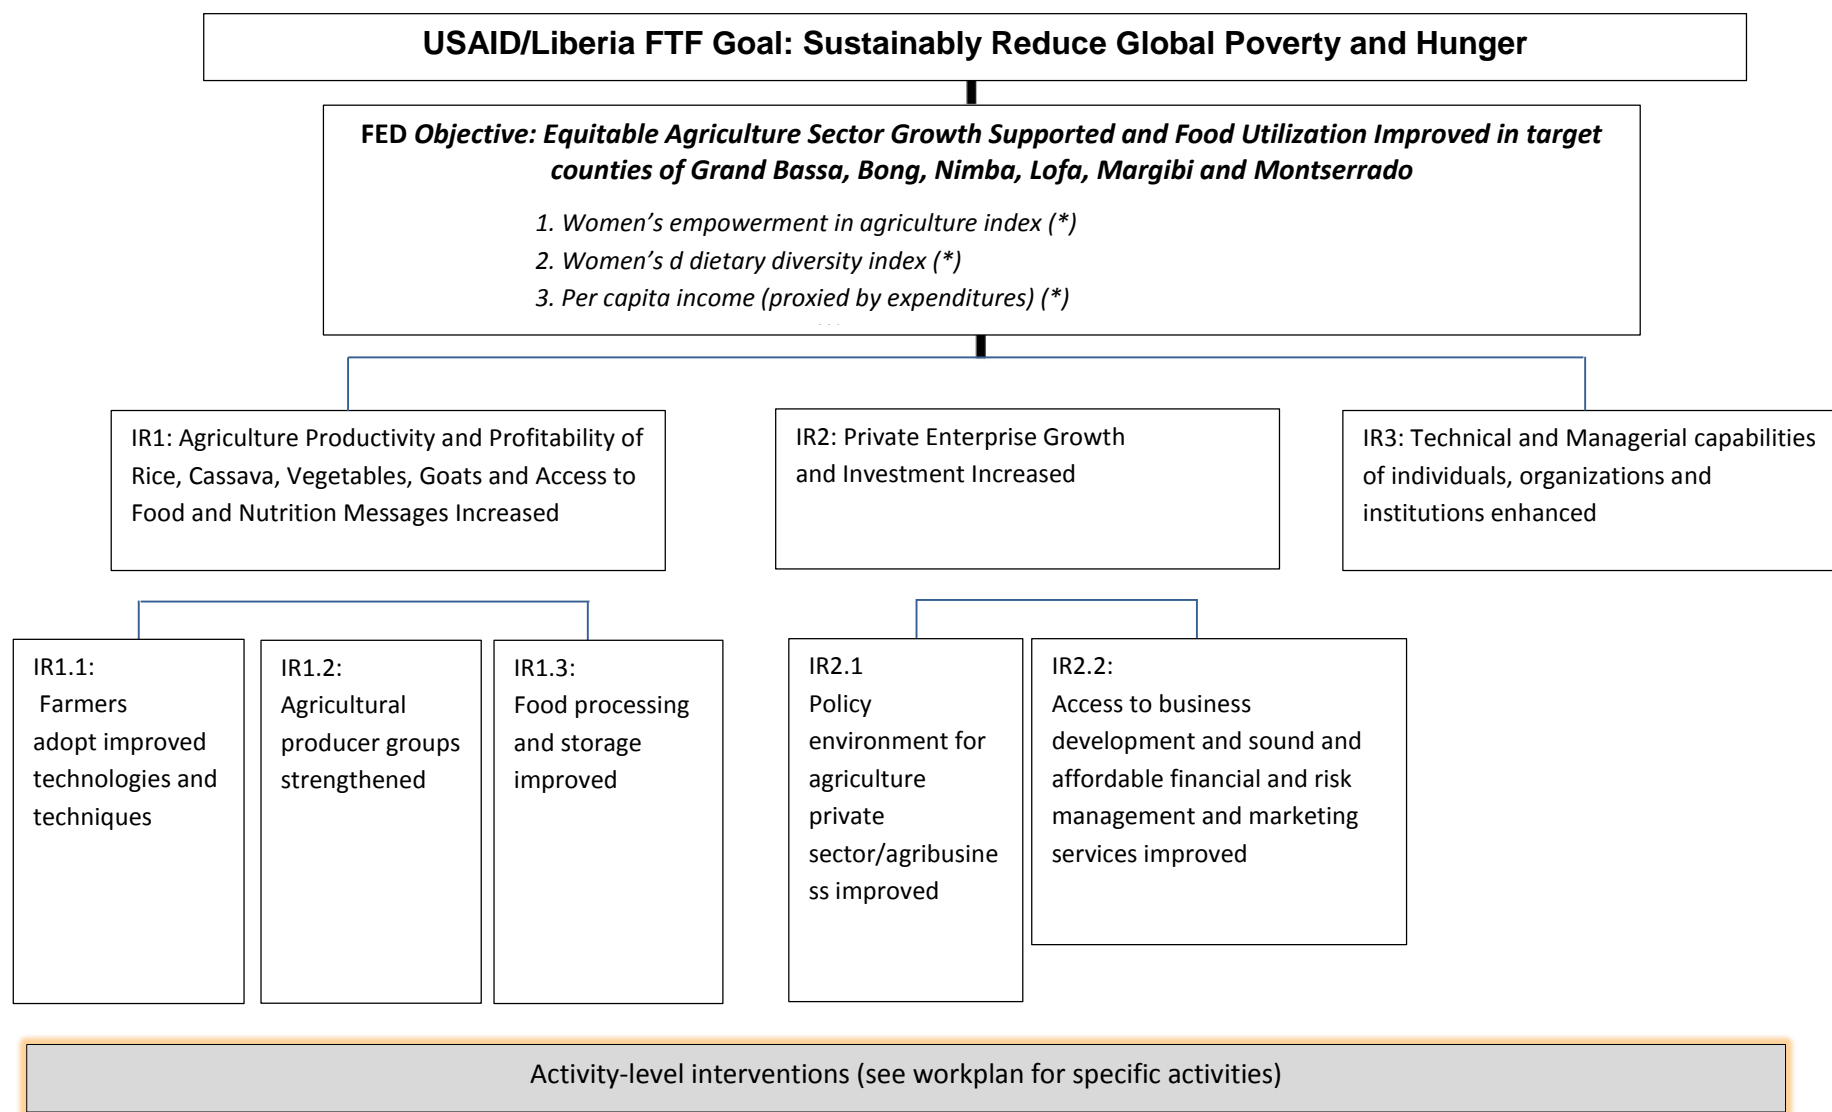 USAID/Liberia FTF Goal: Sustainably Reduce Global Poverty and Hunger
FED Objective: Equitable Agriculture Sector Growth Supported and Food Utilization Improved in target
counties of Grand Bassa, Bong, Nimba, Lofa, Margibi and Montserrado
1. Women’s empowerment in agriculture index (*)
2. Women’s d dietary diversity index (*)
3. Per capita income (proxied by expenditures) (*)
IR1: Agriculture Productivity and Profitability of
Rice, Cassava, Vegetables, Goats and Access to
Food and Nutrition Messages Increased
IR2: Private Enterprise Growth
and Investment Increased
IR3: Technical and Managerial capabilities
of individuals, organizations and
institutions enhanced
IR1.1:
Farmers
adopt improved
technologies and
techniques
IR1.2:
Agricultural
producer groups
strengthened
IR1.3:
Food processing
and storage
improved
IR2.1
Policy
environment for
agriculture
private
sector/agribusine
ss improved
IR2.2:
Access to business
development and sound and
affordable financial and risk
management and marketing
services improved
Activity-level interventions (see workplan for specific activities)